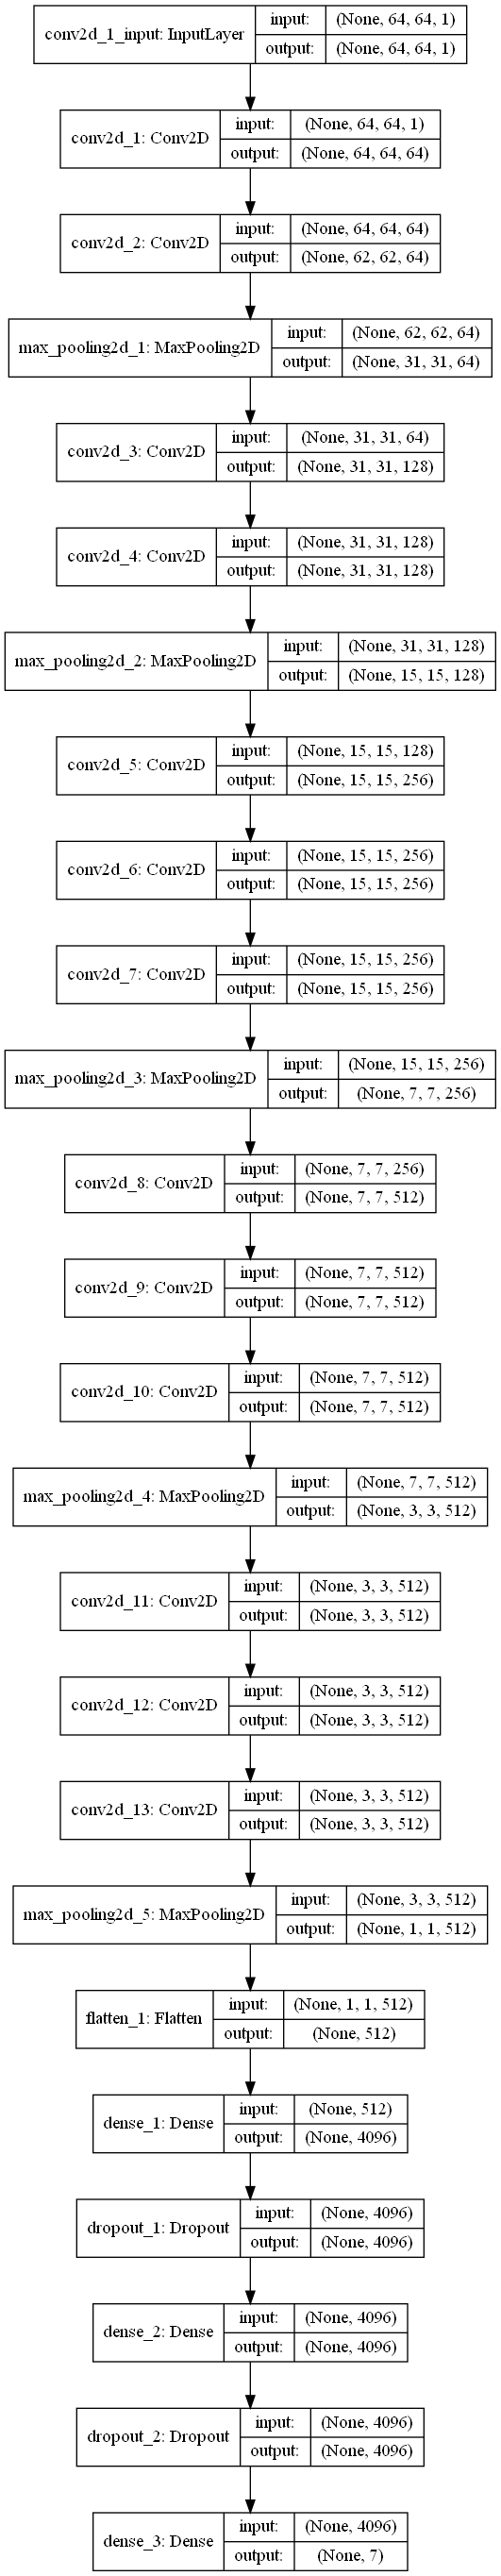 conv2d_1_input: InputLayer
input: (None, 64, 64, 1)
output: (None, 64, 64, 1)
conv2d_1: Conv2D
input: (None, 64, 64, 1)
output: (None, 64, 64, 64)
conv2d_2: Conv2D
input: (None, 64, 64, 64)
output: (None, 62, 62, 64)
max_pooling2d_1: MaxPooling2D
input: (None, 62, 62, 64)
output: (None, 31, 31, 64)
conv2d_3: Conv2D
input: (None, 31, 31, 64)
output: (None, 31, 31, 128)
conv2d_4: Conv2D
input: (None, 31, 31, 128)
output: (None, 31, 31, 128)
max_pooling2d_2: MaxPooling2D
input: (None, 31, 31, 128)
output: (None, 15, 15, 128)
conv2d_5: Conv2D
input: (None, 15, 15, 128)
output: (None, 15, 15, 256)
conv2d_6: Conv2D
input: (None, 15, 15, 256)
output: (None, 15, 15, 256)
conv2d_7: Conv2D
input: (None, 15, 15, 256)
output: (None, 15, 15, 256)
max_pooling2d_3: MaxPooling2D
input: (None, 15, 15, 256)
output: (None, 7, 7, 256)
conv2d_8: Conv2D
input: (None, 7, 7, 256)
output: (None, 7, 7, 512)
conv2d_9: Conv2D
input: (None, 7, 7, 512)
output: (None, 7, 7, 512)
conv2d_10: Conv2D
input: (None, 7, 7, 512)
output: (None, 7, 7, 512)
max_pooling2d_4: MaxPooling2D
input: (None, 7, 7, 512)
output: (None, 3, 3, 512)
conv2d_11: Conv2D
input: (None, 3, 3, 512)
output: (None, 3, 3, 512)
conv2d_12: Conv2D
input: (None, 3, 3, 512)
output: (None, 3, 3, 512)
conv2d_13: Conv2D
input: (None, 3, 3, 512)
output: (None, 3, 3, 512)
max_pooling2d_5: MaxPooling2D
input: (None, 3, 3, 512)
output: (None, 1, 1, 512)
flatten_1: Flatten
input: (None, 1, 1, 512)
output: (None, 512)
dense_1: Dense
input: (None, 512)
output: (None, 4096)
dropout_1: Dropout
input: (None, 4096)
output: (None, 4096)
dense_2: Dense
input: (None, 4096)
output: (None, 4096)
dropout_2: Dropout
input: (None, 4096)
output: (None, 4096)
dense_3: Dense
input: (None, 4096)
output: (None, 7)